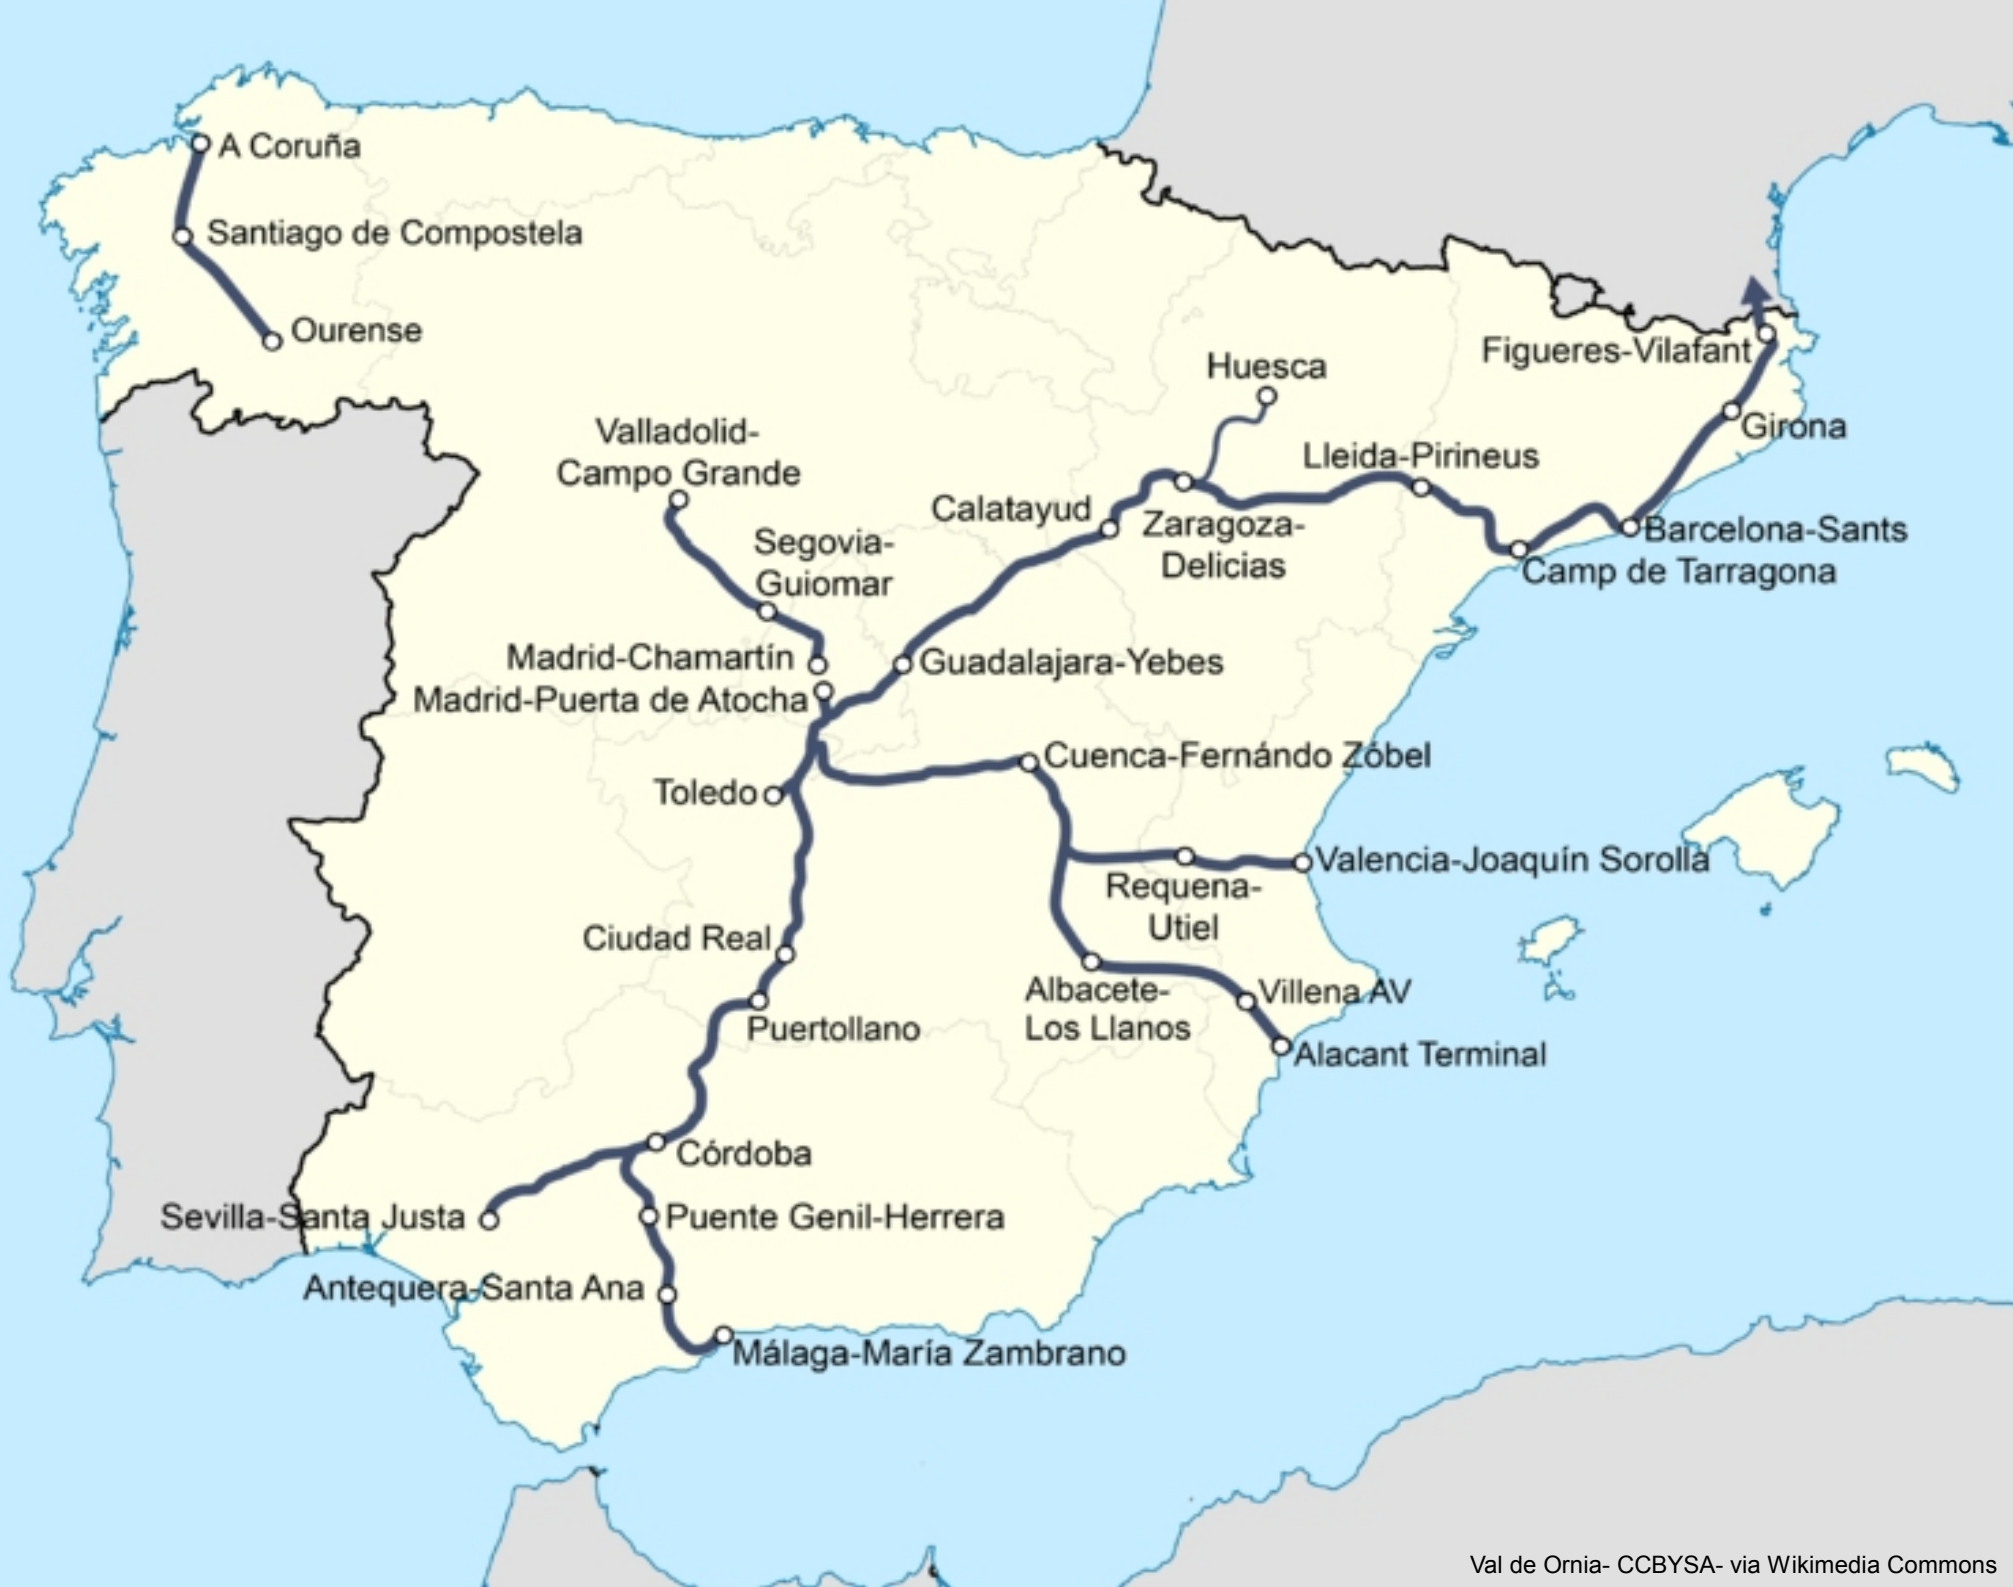 A Coruña
Santiago de Compostela
Ourense
Figueres-Vilafant
Huesca
Girona
Valladolid-
Campo Grande
Lleida-Pirineus
Calatayud
Zaragoza-
Delicias
Barcelona-Sants
Camp de Tarragona
Segovia-
Guiomar
Madrid-Chamartín
Guadalajara-Yebes
Madrid-Puerta de Atocha
Cuenca-Fernándo Zóbel
Toledo
Valencia-Joaquín Sorolla
Requena-
Utiel
Ciudad Real
Albacete-
Los Llanos
Villena AV
Puertollano
Alacant Terminal
Córdoba
Sevilla-Santa Justa
Puente Genil-Herrera
Antequera-Santa Ana
Málaga-María Zambrano
Val de Ornia- CCBYSA- via Wikimedia Commons